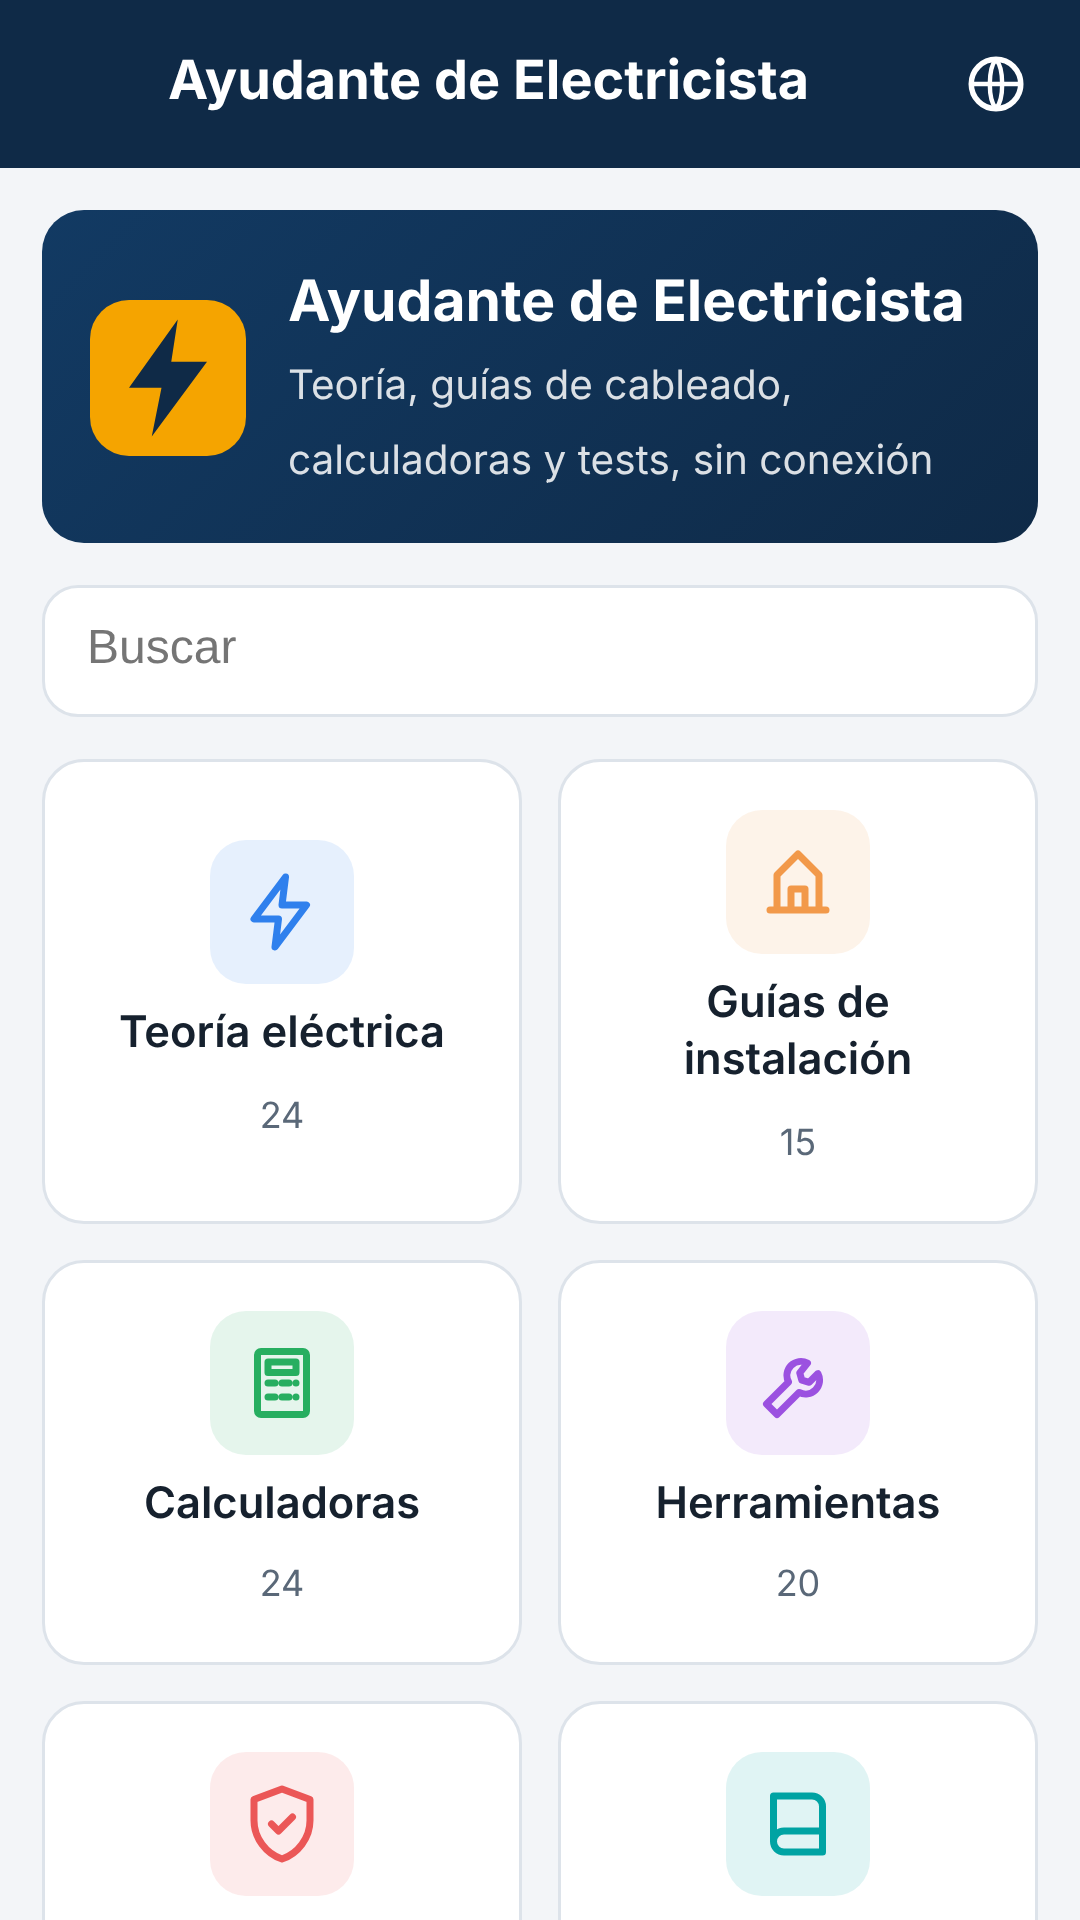 Ayudante de Electricista
Ayudante de Electricista
Teoría, guías de cableado,
calculadoras y tests, sin conexión
Buscar
Teoría eléctrica
24
Guías de
instalación
15
Calculadoras
24
Herramientas
20